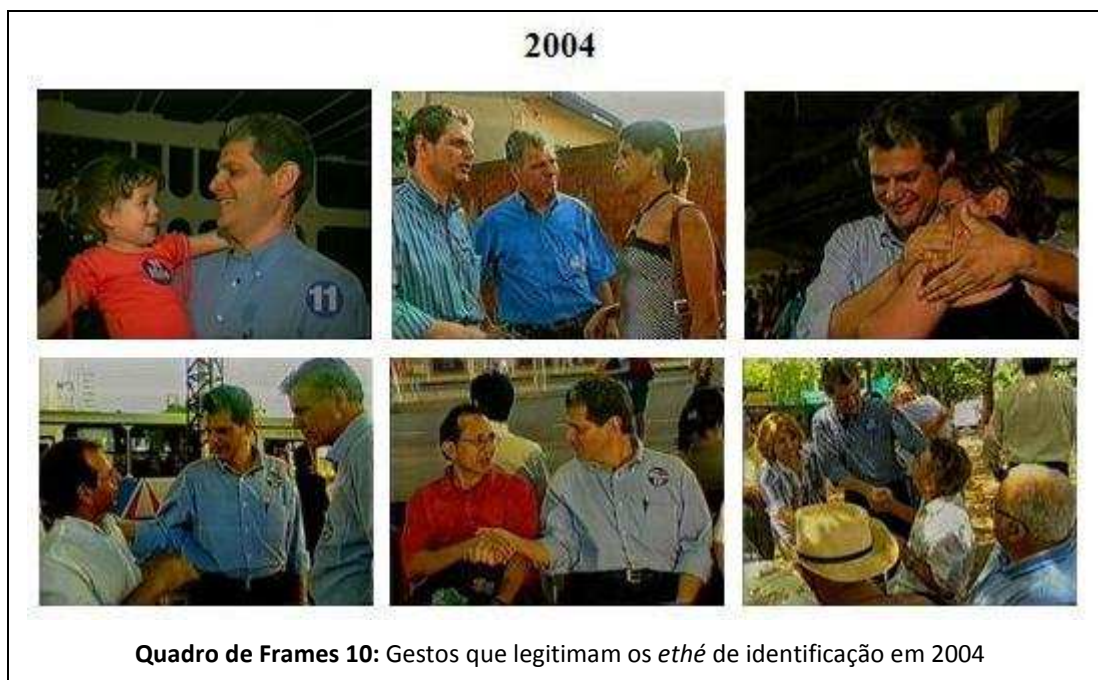 2004
11
Quadro de Frames 10: Gestos que legitimam os ethé de identificação em 2004